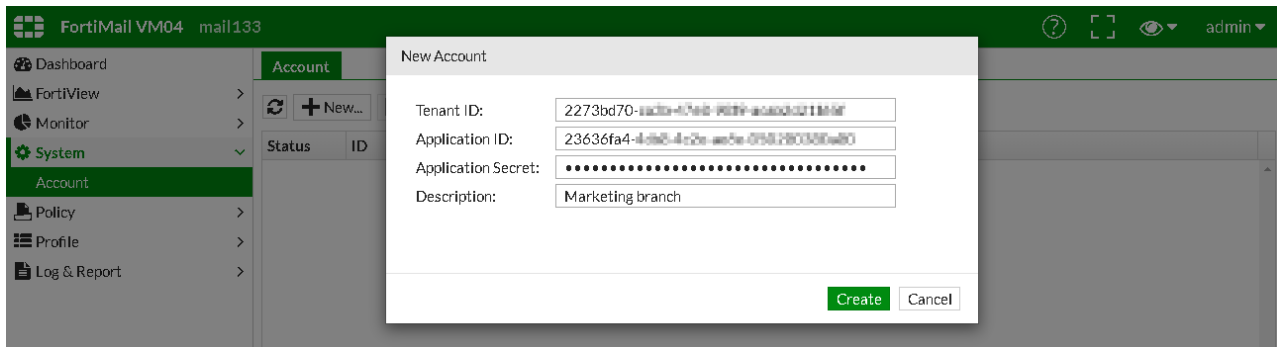 FortiMail VM04 mail133
admin
Dashboard
FortiView
Monitor
System
Account
Policy
Profile
Log & Report
Account
New...
Status ID
New Account
Tenant ID: 2273bd70-
Application ID: 23636fa4-
Application Secret: ••••••••••••••••••••••••••••••••••
Description: Marketing branch
Create Cancel